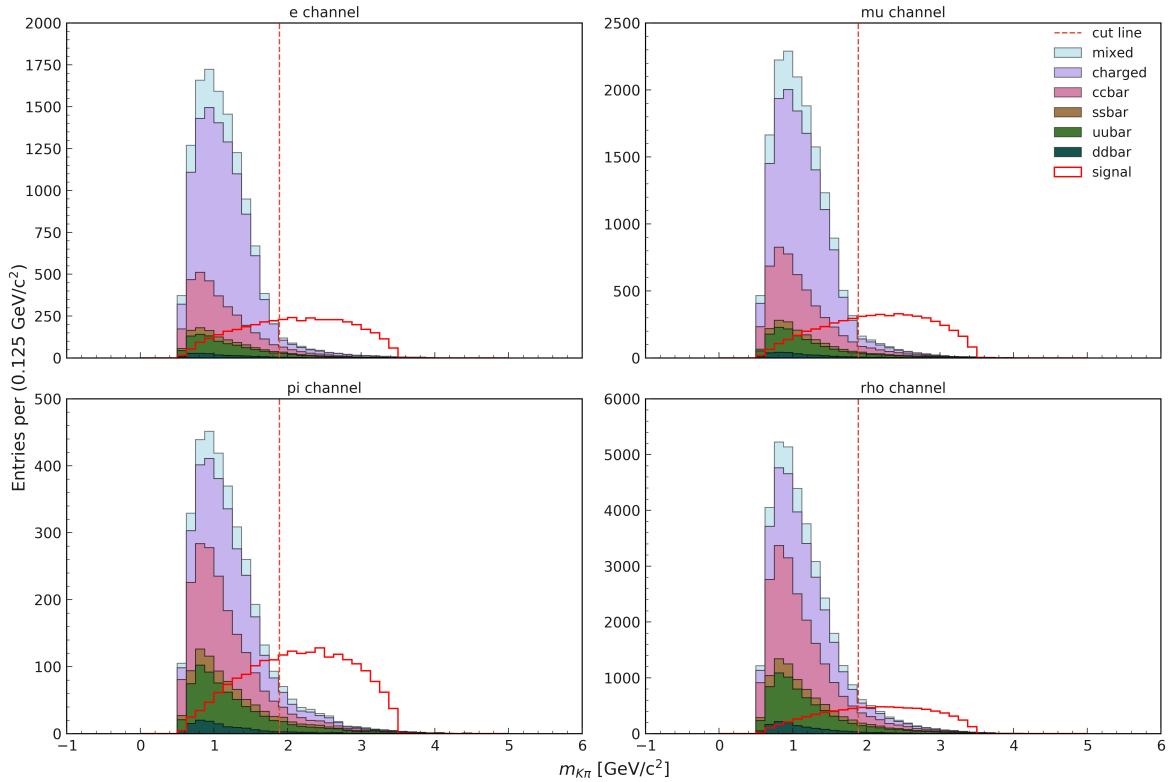 e channel
mu channel
2000
1750
1500
1250
1000
750
500
250
0
2500
2000
1500
1000
500
0
cut line
mixed
charged
ccbar
ssbar
uubar
ddbar
signal
Entries per (0.125 GeV/c²)
pi channel
rho channel
500
400
300
200
100
0
6000
5000
4000
3000
2000
1000
0
−1 0 1 2 3 4 5 6
−1 0 1 2 3 4 5 6
m_{Kπ} [GeV/c²]